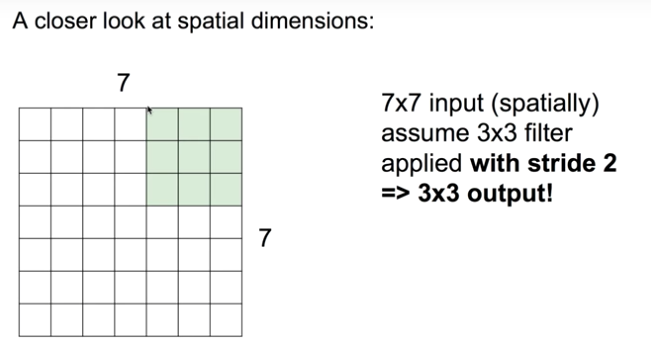 A closer look at spatial dimensions:
7
7x7 input (spatially)
assume 3x3 filter
applied with stride 2
=> 3x3 output!
7